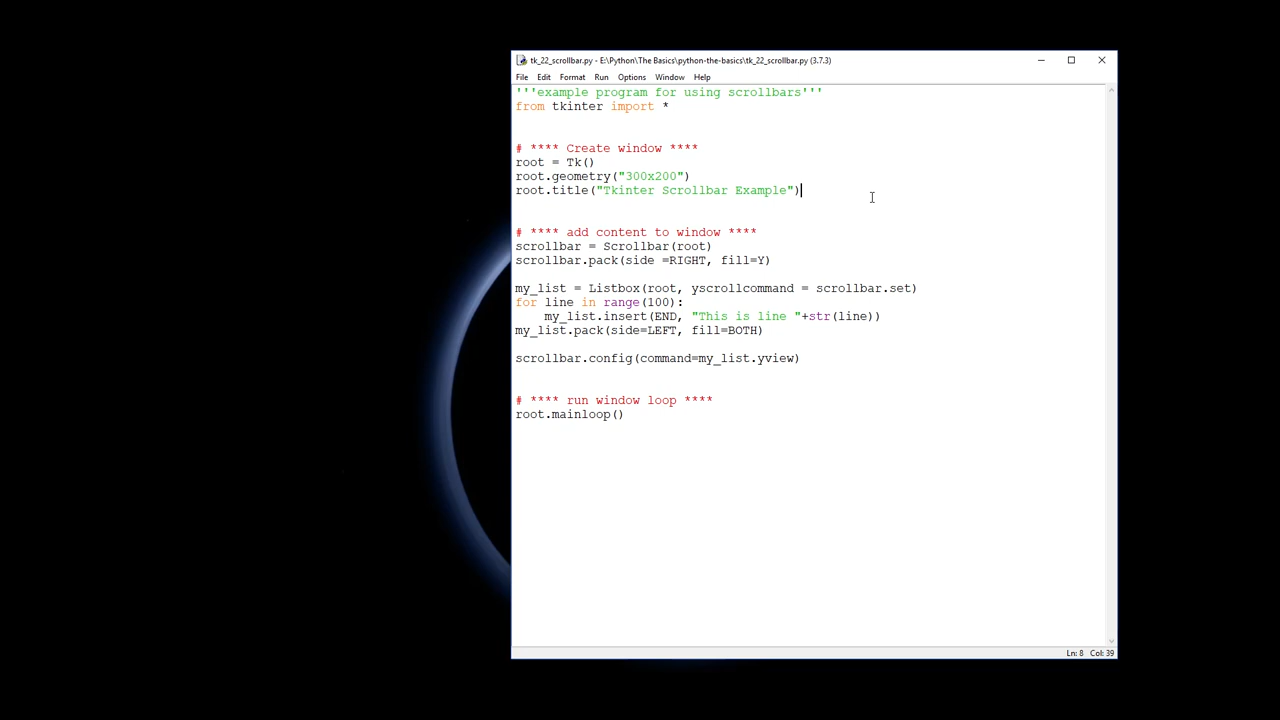 tk_22_scrollbar.py - E:\Python\The Basics\python-the-basics\tk_22_scrollbar.py (3.7.3)
File Edit Format Run Options Window Help
'''example program for using scrollbars'''
from tkinter import *
# **** Create window ****
root = Tk()
root.geometry("300x200")
root.title("Tkinter Scrollbar Example")
# **** add content to window ****
scrollbar = Scrollbar(root)
scrollbar.pack(side =RIGHT, fill=Y)
my_list = Listbox(root, yscrollcommand = scrollbar.set)
for line in range(100):
    my_list.insert(END, "This is line "+str(line))
my_list.pack(side=LEFT, fill=BOTH)
scrollbar.config(command=my_list.yview)
# **** run window loop ****
root.mainloop()
Ln: 8 Col: 39